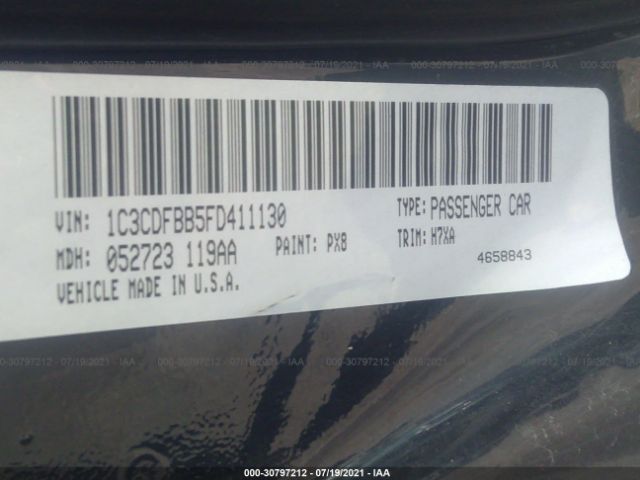 VIN: 1C3CDFBB5FD411130 TYPE: PASSENGER CAR
MDH: 052723 119AA PAINT: PX8 TRIM: H7XA
VEHICLE MADE IN U.S.A. 4658843
000-30797212 - 07/19/2021 - IAA